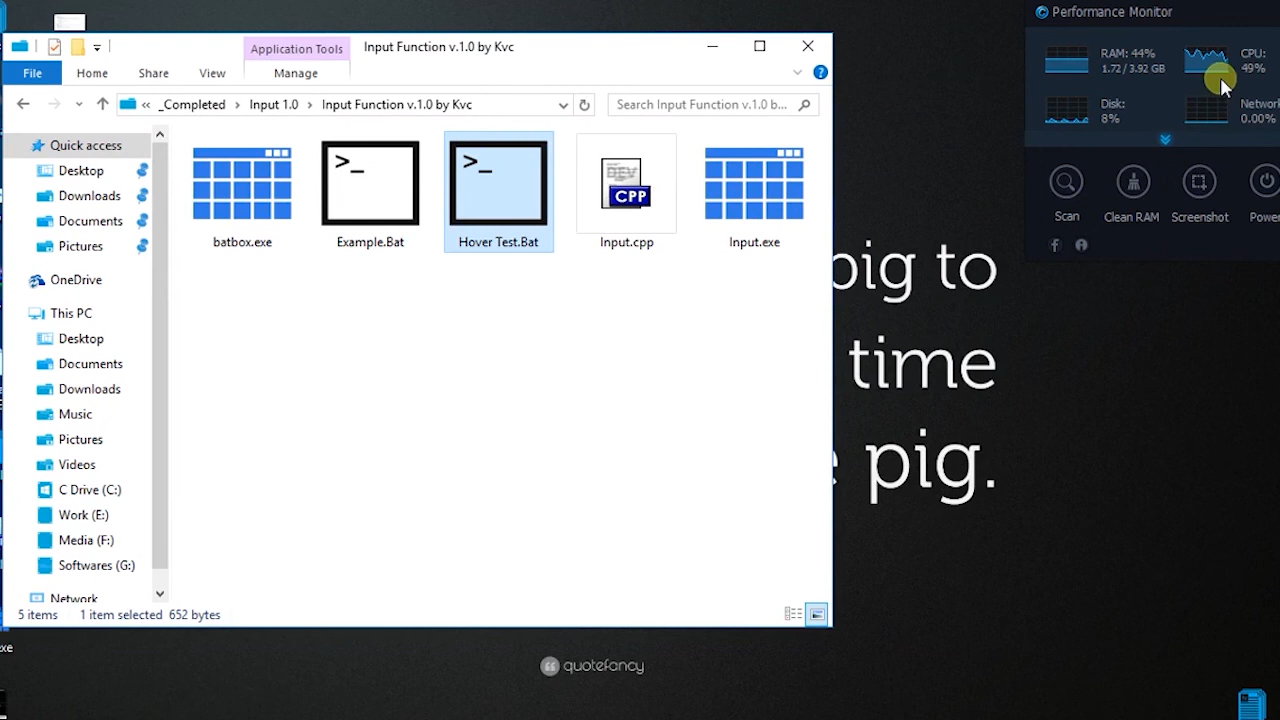 Performance Monitor
Application Tools
Input Function v.1.0 by Kvc
File
Home
Share
View
Manage
RAM: 44%
1.72 / 3.92 GB
CPU:
49%
Disk:
8%
Network
0.00%
« _Completed > Input 1.0 > Input Function v.1.0 by Kvc
Search Input Function v.1.0 b...
Quick access
Desktop
Downloads
Documents
Pictures
OneDrive
This PC
Desktop
Documents
Downloads
Music
Pictures
Videos
C Drive (C:)
Work (E:)
Media (F:)
Softwares (G:)
Network
>_
>_
DEV
CPP
batbox.exe
Example.Bat
Hover Test.Bat
Input.cpp
Input.exe
Scan
Clean RAM
Screenshot
Power
pig to
time
pig.
5 items
1 item selected
652 bytes
quotefancy